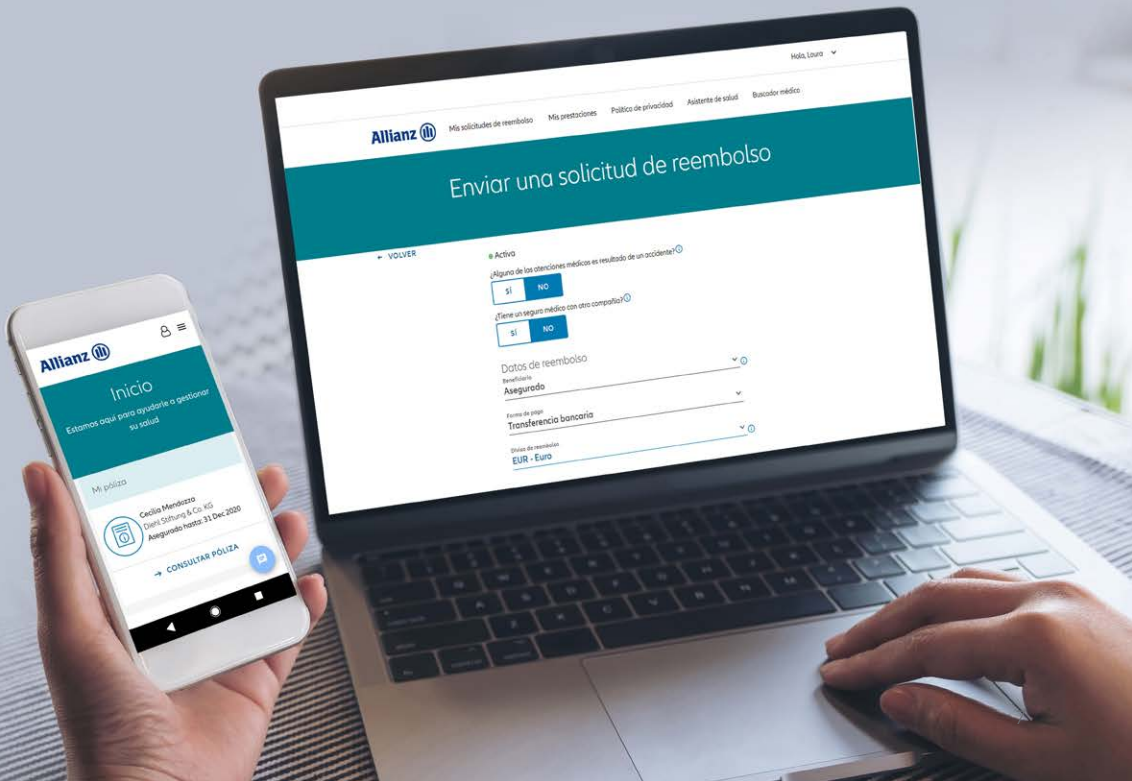 Hola, Laura
Allianz
Mis solicitudes de reembolso Mis prestaciones Política de privacidad Asistente de salud Buscador médico
Enviar una solicitud de reembolso
← VOLVER
Activa
¿Alguna de las atenciones médicas es resultado de un accidente?
SÍ NO
¿Tiene un seguro médico con otra compañía?
SÍ NO
Datos de reembolso
Beneficiario
Asegurado
Forma de pago
Transferencia bancaria
Divisa de reembolso
EUR - Euro
Allianz
Inicio
Estamos aquí para ayudarle a gestionar
su salud
Mi póliza
Cecilia Mendozza
Diehl Stiftung & Co. KG
Asegurado hasta: 31 Dec 2020
→ CONSULTAR PÓLIZA